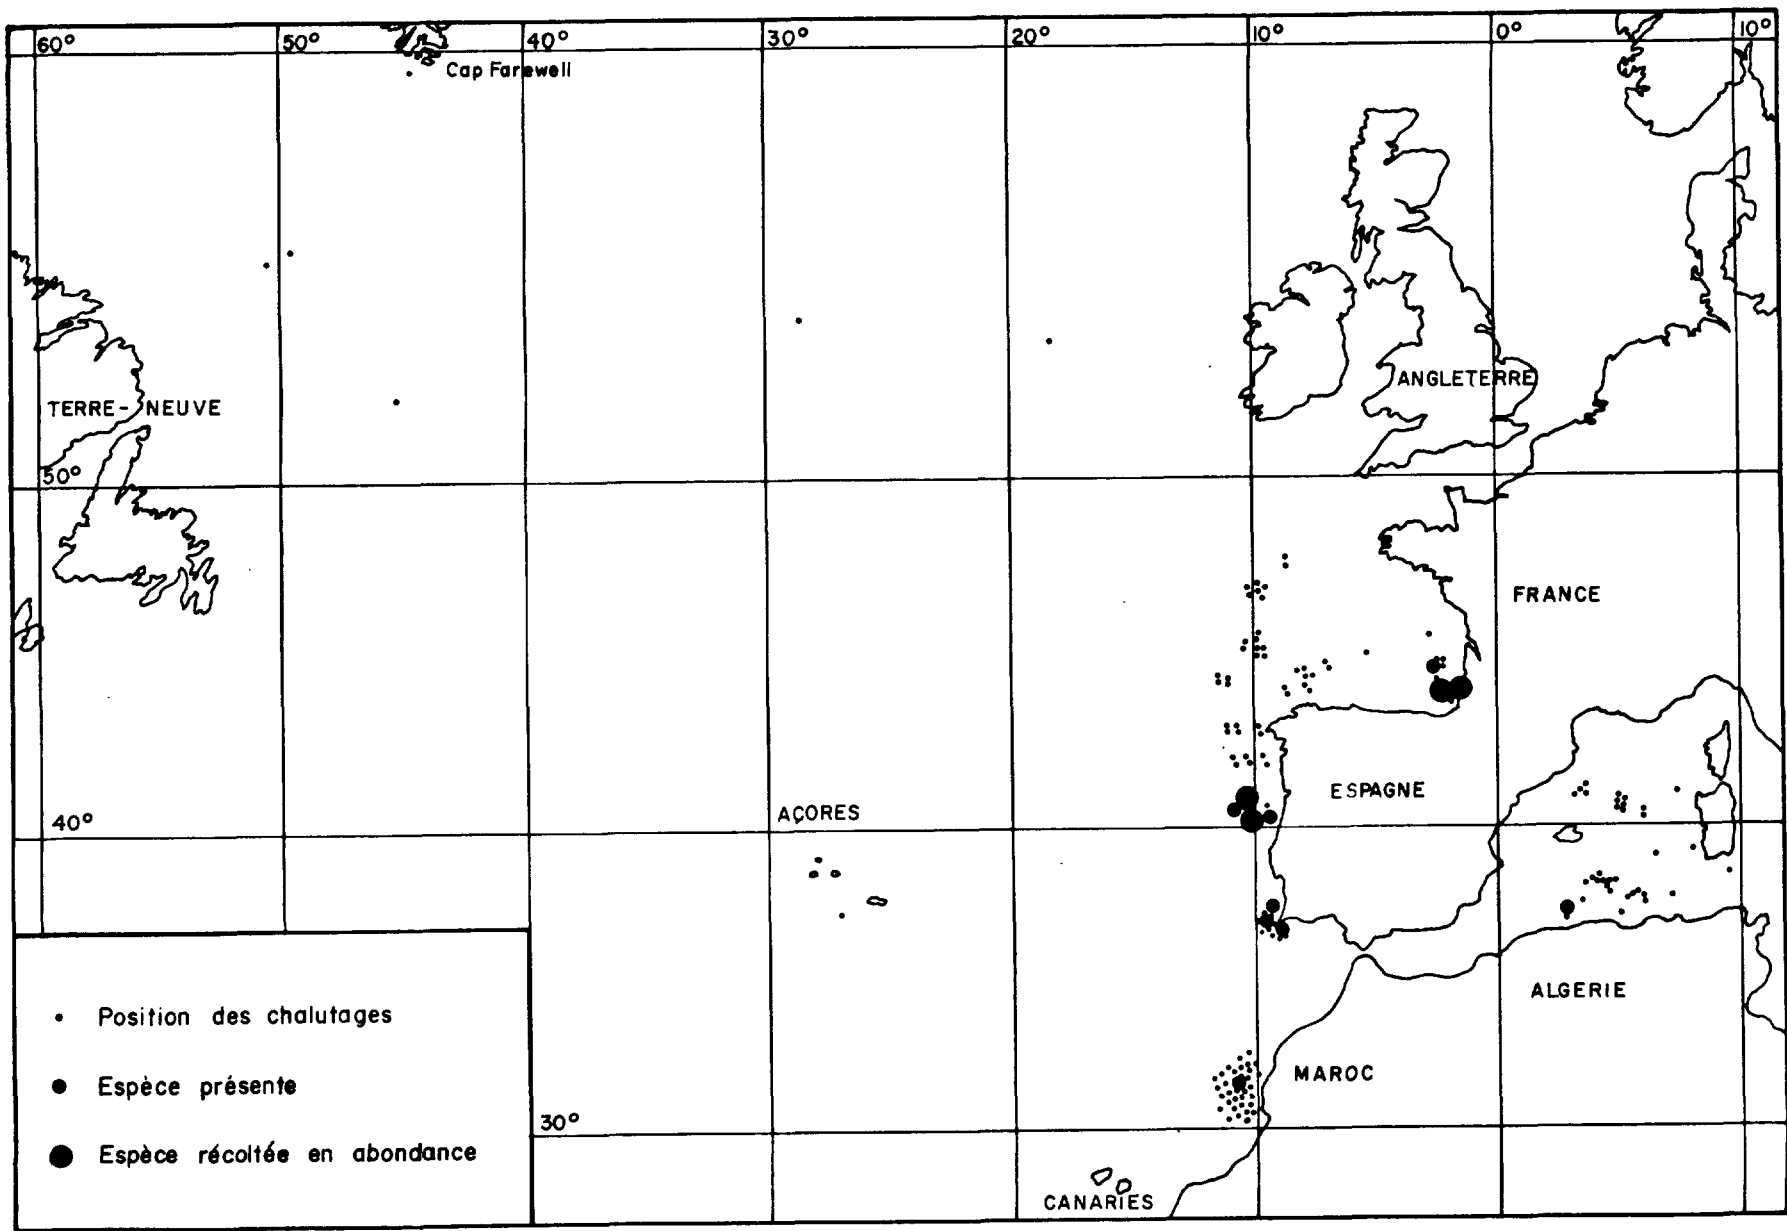 60° 50° 40° 30° 20° 10° 0° 10°
Cap Farewell
ANGLETERRE
TERRE-NEUVE
50°
FRANCE
ESPAGNE
AÇORES
40°
ALGERIE
Position des chalutages
MAROC
Espèce présente
30°
Espèce récoltée en abondance
CANARIES